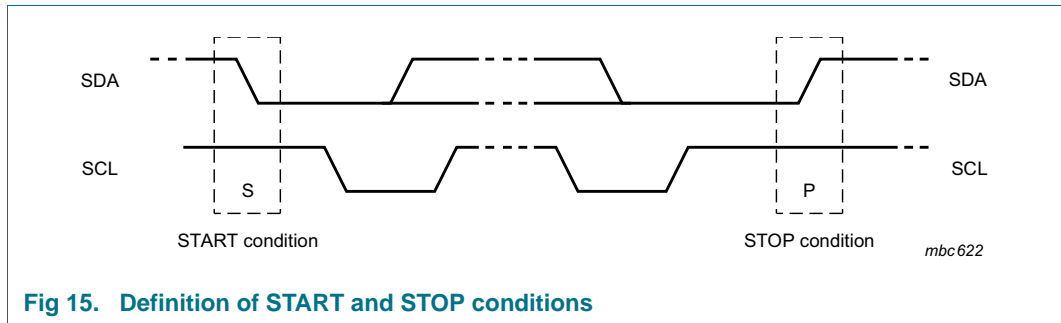 SDA
SDA
SCL
SCL
S
P
START condition
STOP condition
mbc622
Fig 15. Definition of START and STOP conditions